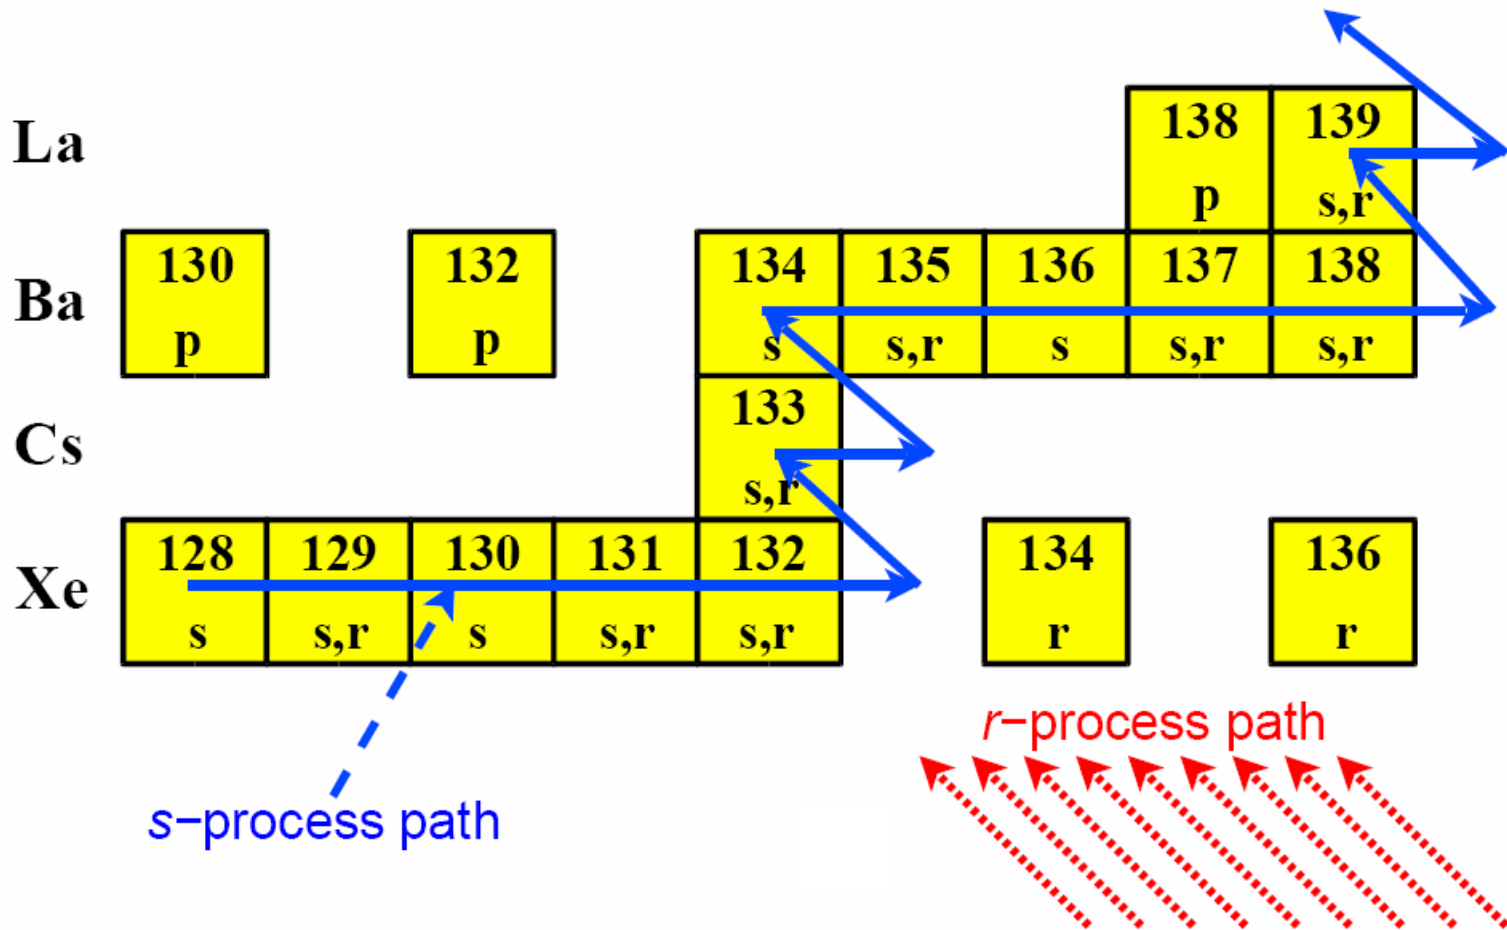 La
138 139
p s,r
Ba
130 132 134 135 136 137 138
p p s s,r s s,r s,r
Cs
133
s,r
Xe
128 129 130 131 132 134 136
s s,r s s,r s,r r r
r-process path
s-process path